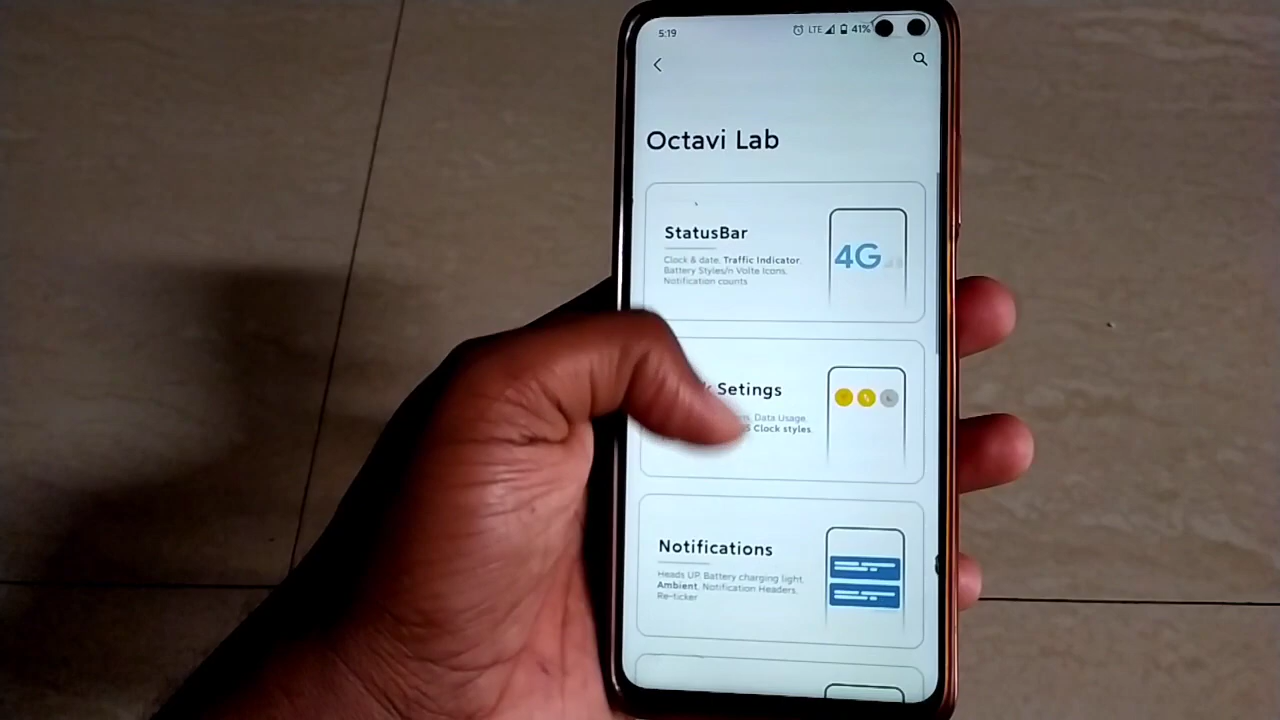 5:19
LTE 41%
Octavi Lab
StatusBar
Clock & date, Traffic Indicator,
Battery Styles/n Volte Icons,
Notification counts
4G
Setings
Data Usage,
Clock styles.
Notifications
Heads UP, Battery charging light,
Ambient, Notification Headers,
Re-ticker